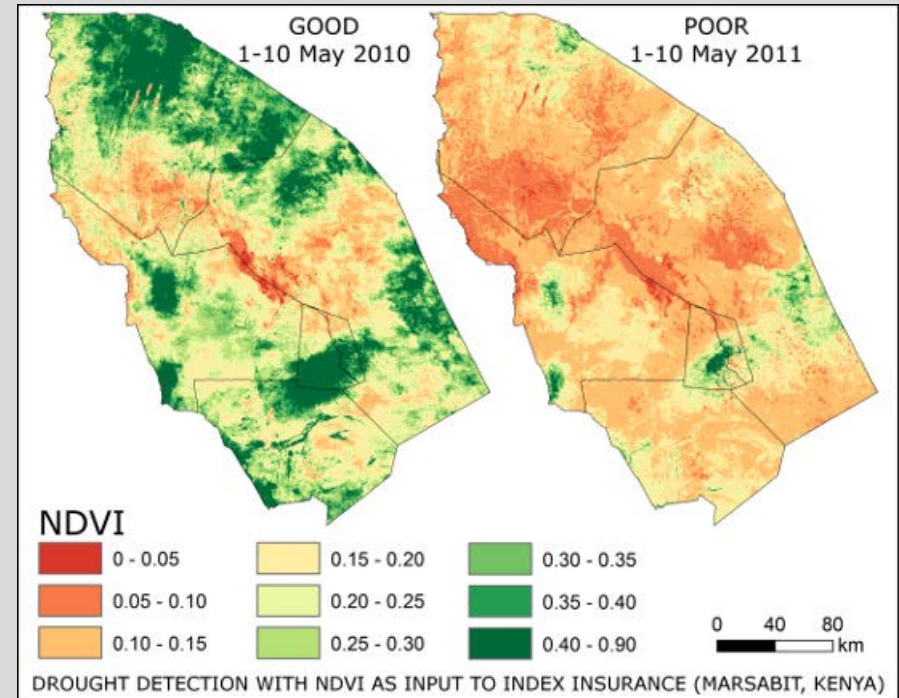 GOOD
1-10 May 2010
POOR
1-10 May 2011
NDVI
0 - 0.05
0.05 - 0.10
0.10 - 0.15
0.15 - 0.20
0.20 - 0.25
0.25 - 0.30
0.30 - 0.35
0.35 - 0.40
0.40 - 0.90
0 40 80
km
DROUGHT DETECTION WITH NDVI AS INPUT TO INDEX INSURANCE (MARSABIT, KENYA)